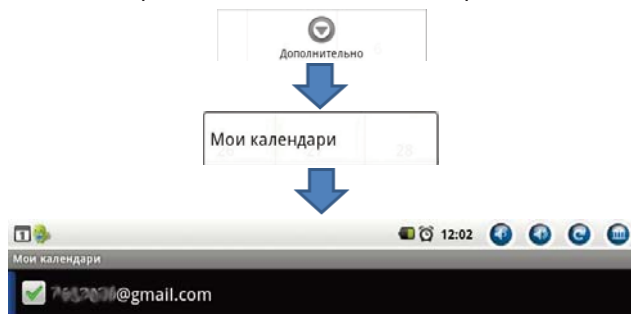 Дополнительно
Мои календари
12:02
Мои календари
@gmail.com